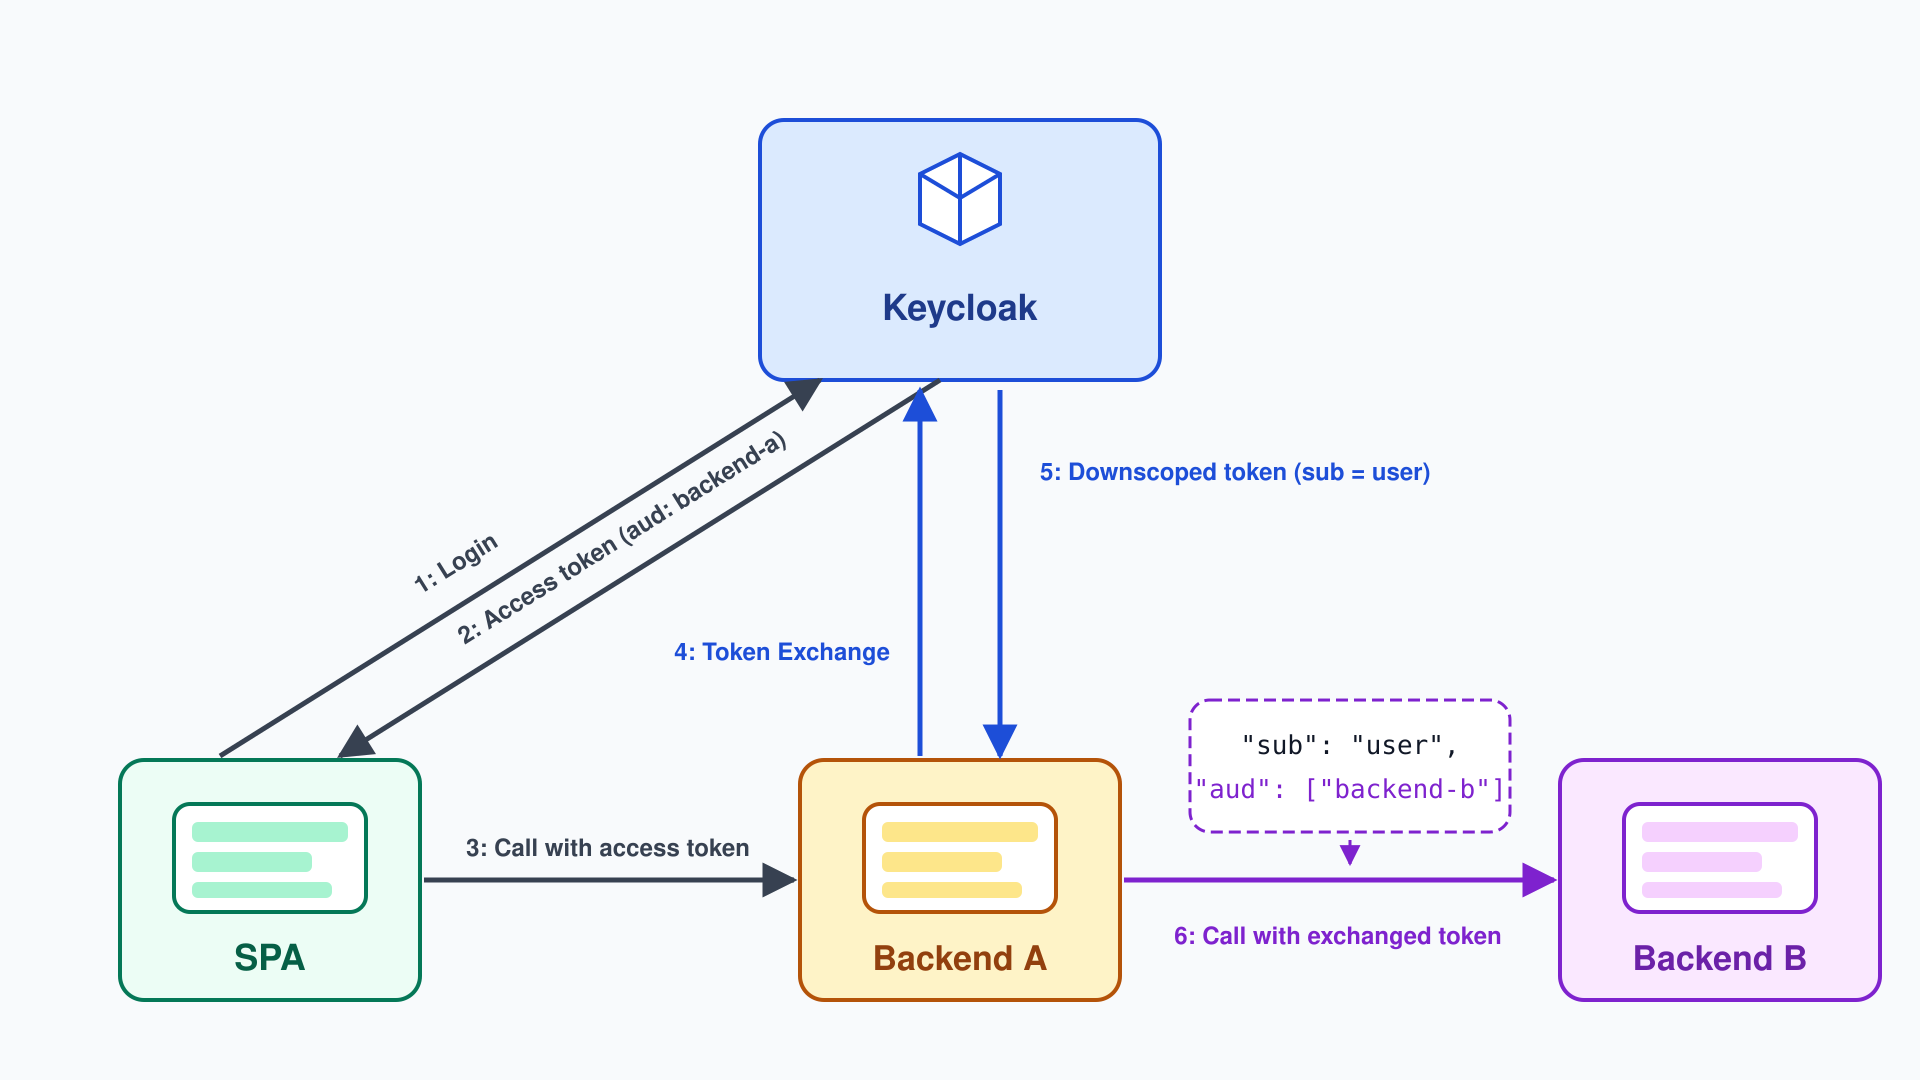 Keycloak
1: Login
2: Access token (aud: backend-a)
5: Downscoped token (sub = user)
4: Token Exchange
"sub": "user",
"aud": ["backend-b"]
3: Call with access token
6: Call with exchanged token
SPA
Backend A
Backend B